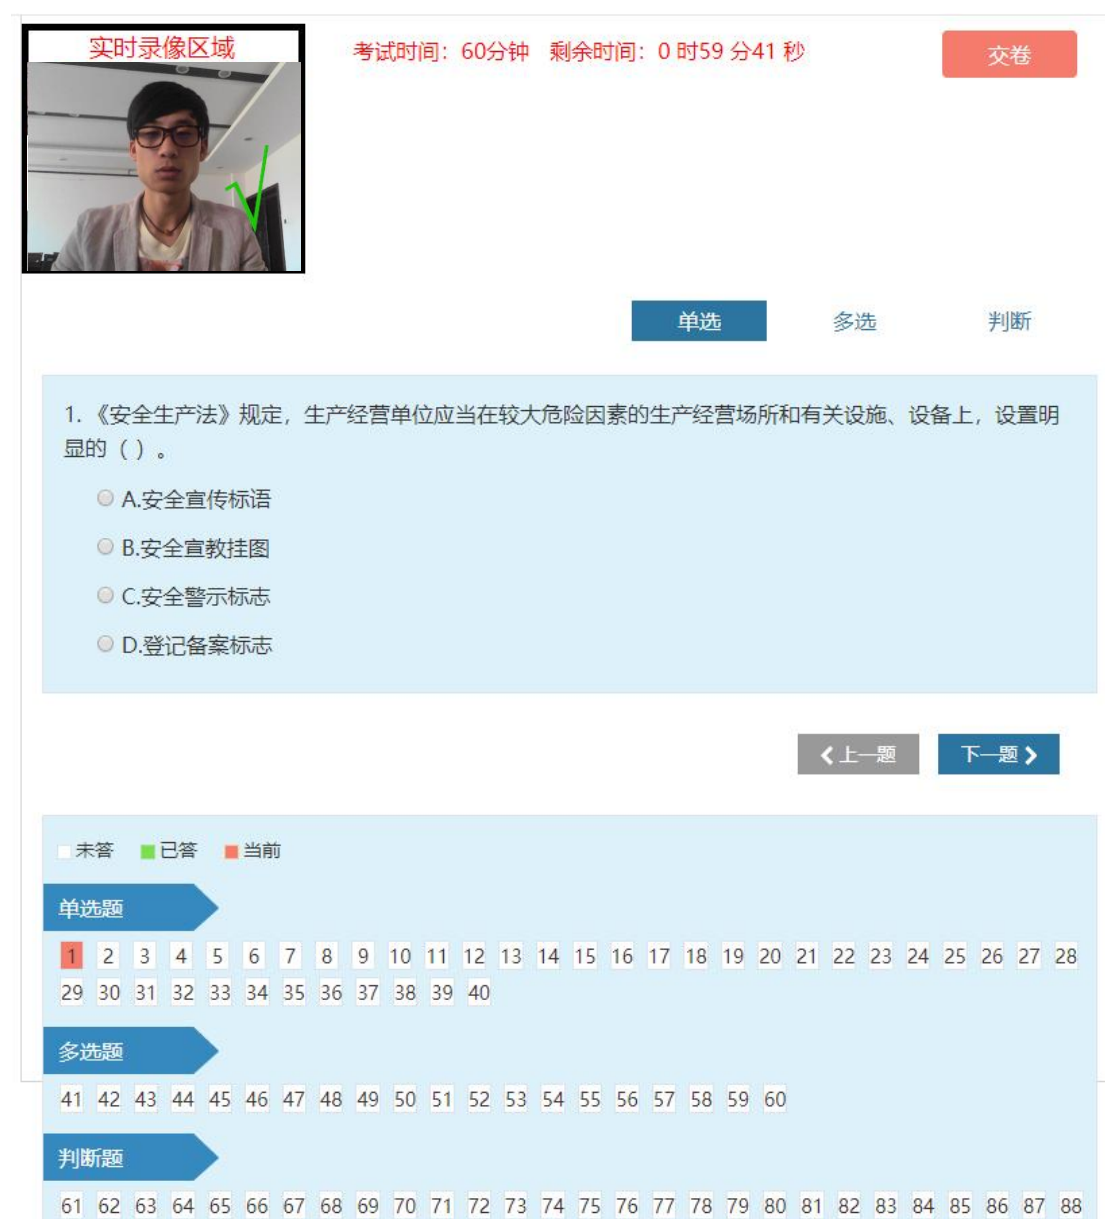 实时录像区域
考试时间：60分钟 剩余时间：0 时59 分41 秒
交卷
单选 多选 判断
1.《安全生产法》规定，生产经营单位应当在较大危险因素的生产经营场所和有关设施、设备上，设置明
显的（ ）。
A.安全宣传标语
B.安全宣教挂图
C.安全警示标志
D.登记备案标志
上一题 下一题
未答 已答 当前
单选题
1 2 3 4 5 6 7 8 9 10 11 12 13 14 15 16 17 18 19 20 21 22 23 24 25 26 27 28
29 30 31 32 33 34 35 36 37 38 39 40
多选题
41 42 43 44 45 46 47 48 49 50 51 52 53 54 55 56 57 58 59 60
判断题
61 62 63 64 65 66 67 68 69 70 71 72 73 74 75 76 77 78 79 80 81 82 83 84 85 86 87 88